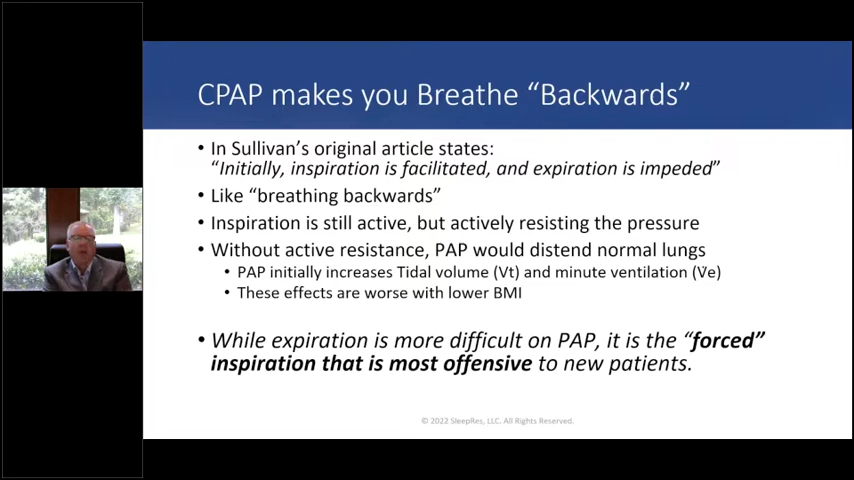 CPAP makes you Breathe “Backwards”
• In Sullivan’s original article states:
“Initially, inspiration is facilitated, and expiration is impeded”
• Like “breathing backwards”
• Inspiration is still active, but actively resisting the pressure
• Without active resistance, PAP would distend normal lungs
• PAP initially increases Tidal volume (Vt) and minute ventilation (Ve)
• These effects are worse with lower BMI
• While expiration is more difficult on PAP, it is the “forced”
inspiration that is most offensive to new patients.
© 2022 SleepRes, LLC. All Rights Reserved.